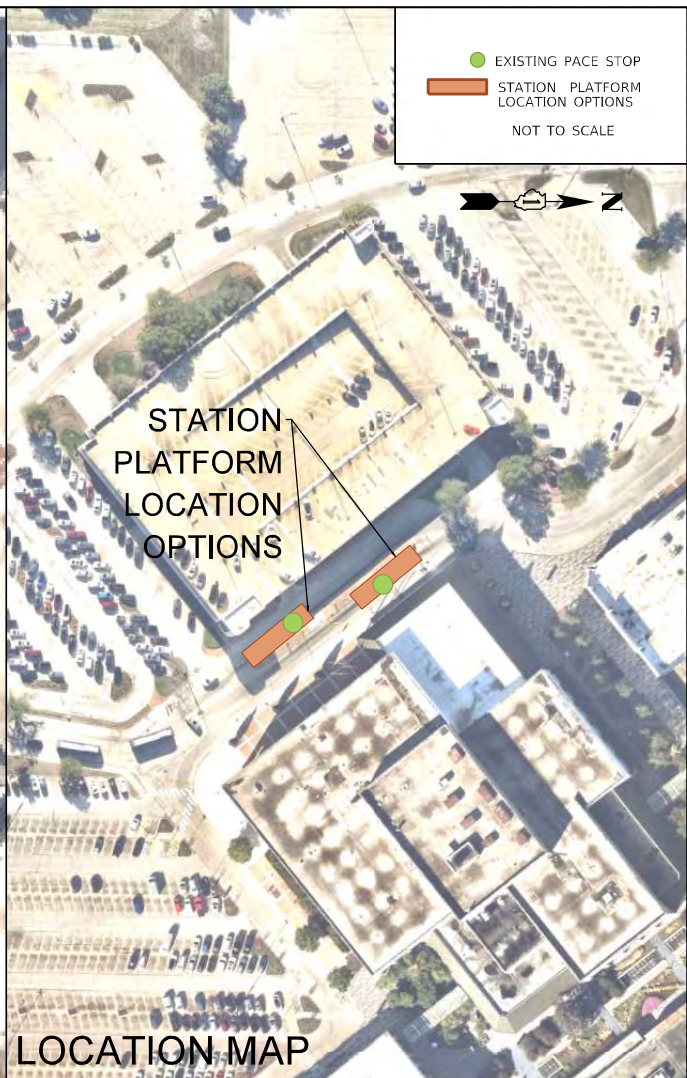 EXISTING PACE STOP
STATION PLATFORM
LOCATION OPTIONS
NOT TO SCALE
N
STATION
PLATFORM
LOCATION
OPTIONS
LOCATION MAP